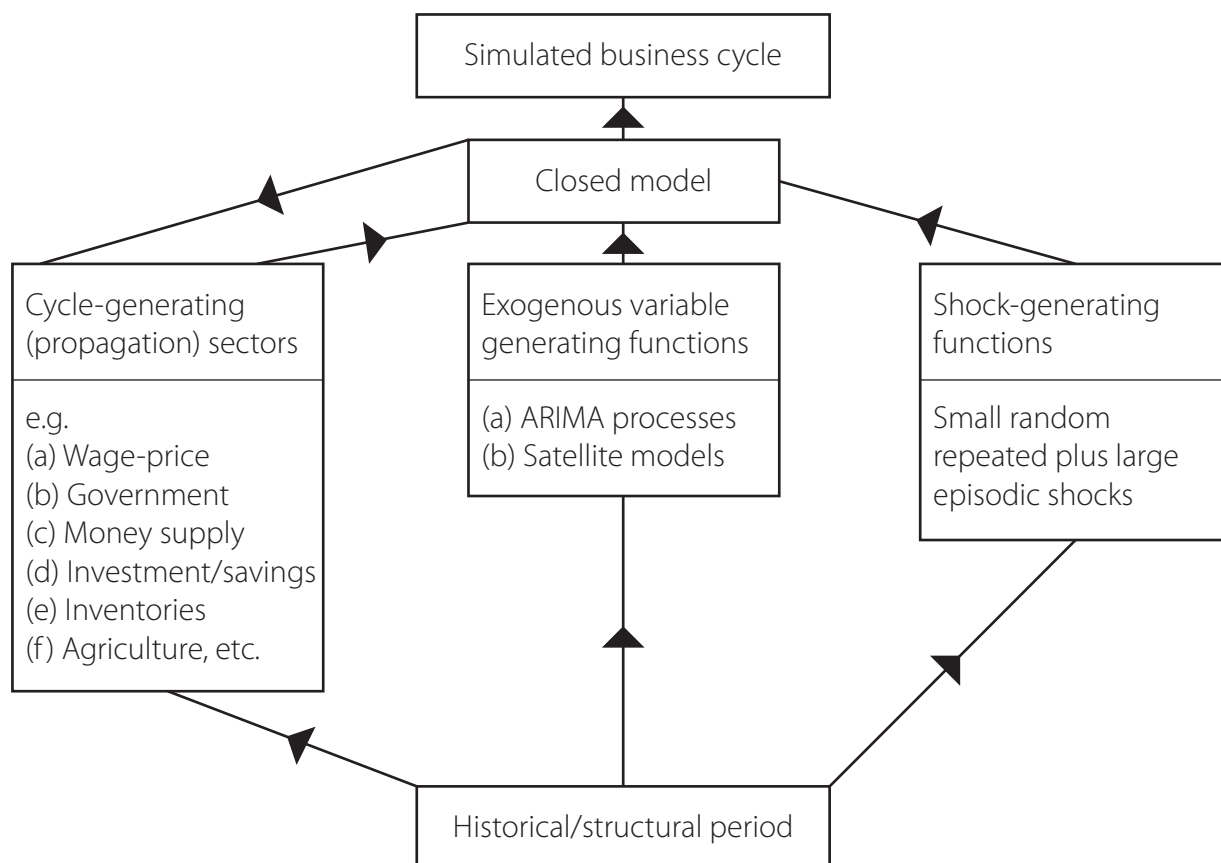 Simulated business cycle
Closed model
Cycle-generating
(propagation) sectors
e.g.
(a) Wage-price
(b) Government
(c) Money supply
(d) Investment/savings
(e) Inventories
(f) Agriculture, etc.
Exogenous variable
generating functions
(a) ARIMA processes
(b) Satellite models
Shock-generating
functions
Small random
repeated plus large
episodic shocks
Historical/structural period